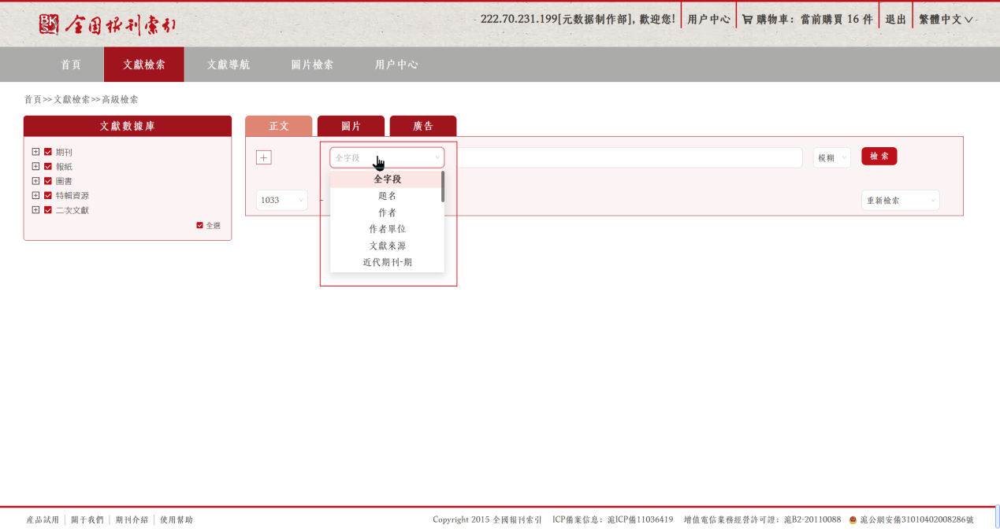 BK
全国报刊索引
222.70.231.199[元数据制作部], 歡迎您!
用户中心
購物車: 當前購買 16 件
退出
繁體中文
首頁
文獻檢索
文獻導航
圖片檢索
用户中心
首頁>>文獻檢索>>高級檢索
文獻數據庫
期刊
報紙
圖書
特輯資源
二次文獻
全選
正文
圖片
廣告
+
全字段
模糊
檢索
全字段
題名
作者
作者單位
文獻來源
近代期刊-期
1033
-
重新檢索
産品試用
關于我們
期刊介紹
使用幫助
Copyright 2015 全國報刊索引
ICP備案信息: 滬ICP備11036419
增值電信業務經營許可證: 滬B2-20110088
滬公網安備31010402008286號